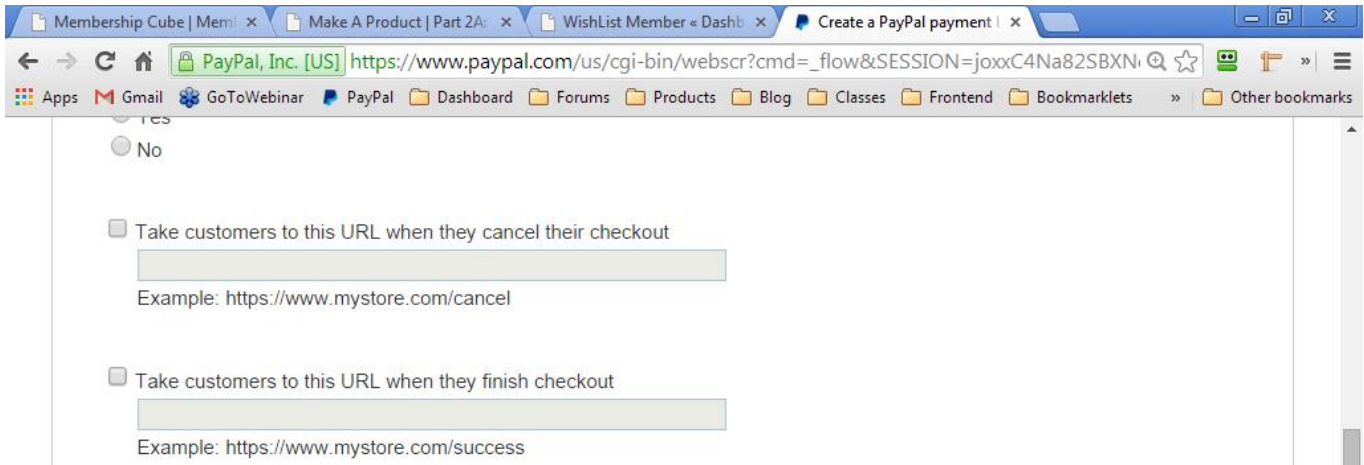 Membership Cube | Meml Make A Product | Part 2A: WishList Member « Dashb Create a PayPal payment l
PayPal, Inc. [US] https://www.paypal.com/us/cgi-bin/webscr?cmd=_flow&SESSION=joxxC4Na82SBXN
Apps Gmail GoToWebinar PayPal Dashboard Forums Products Blog Classes Frontend Bookmarklets » Other bookmarks
Yes
No
Take customers to this URL when they cancel their checkout
Example: https://www.mystore.com/cancel
Take customers to this URL when they finish checkout
Example: https://www.mystore.com/success